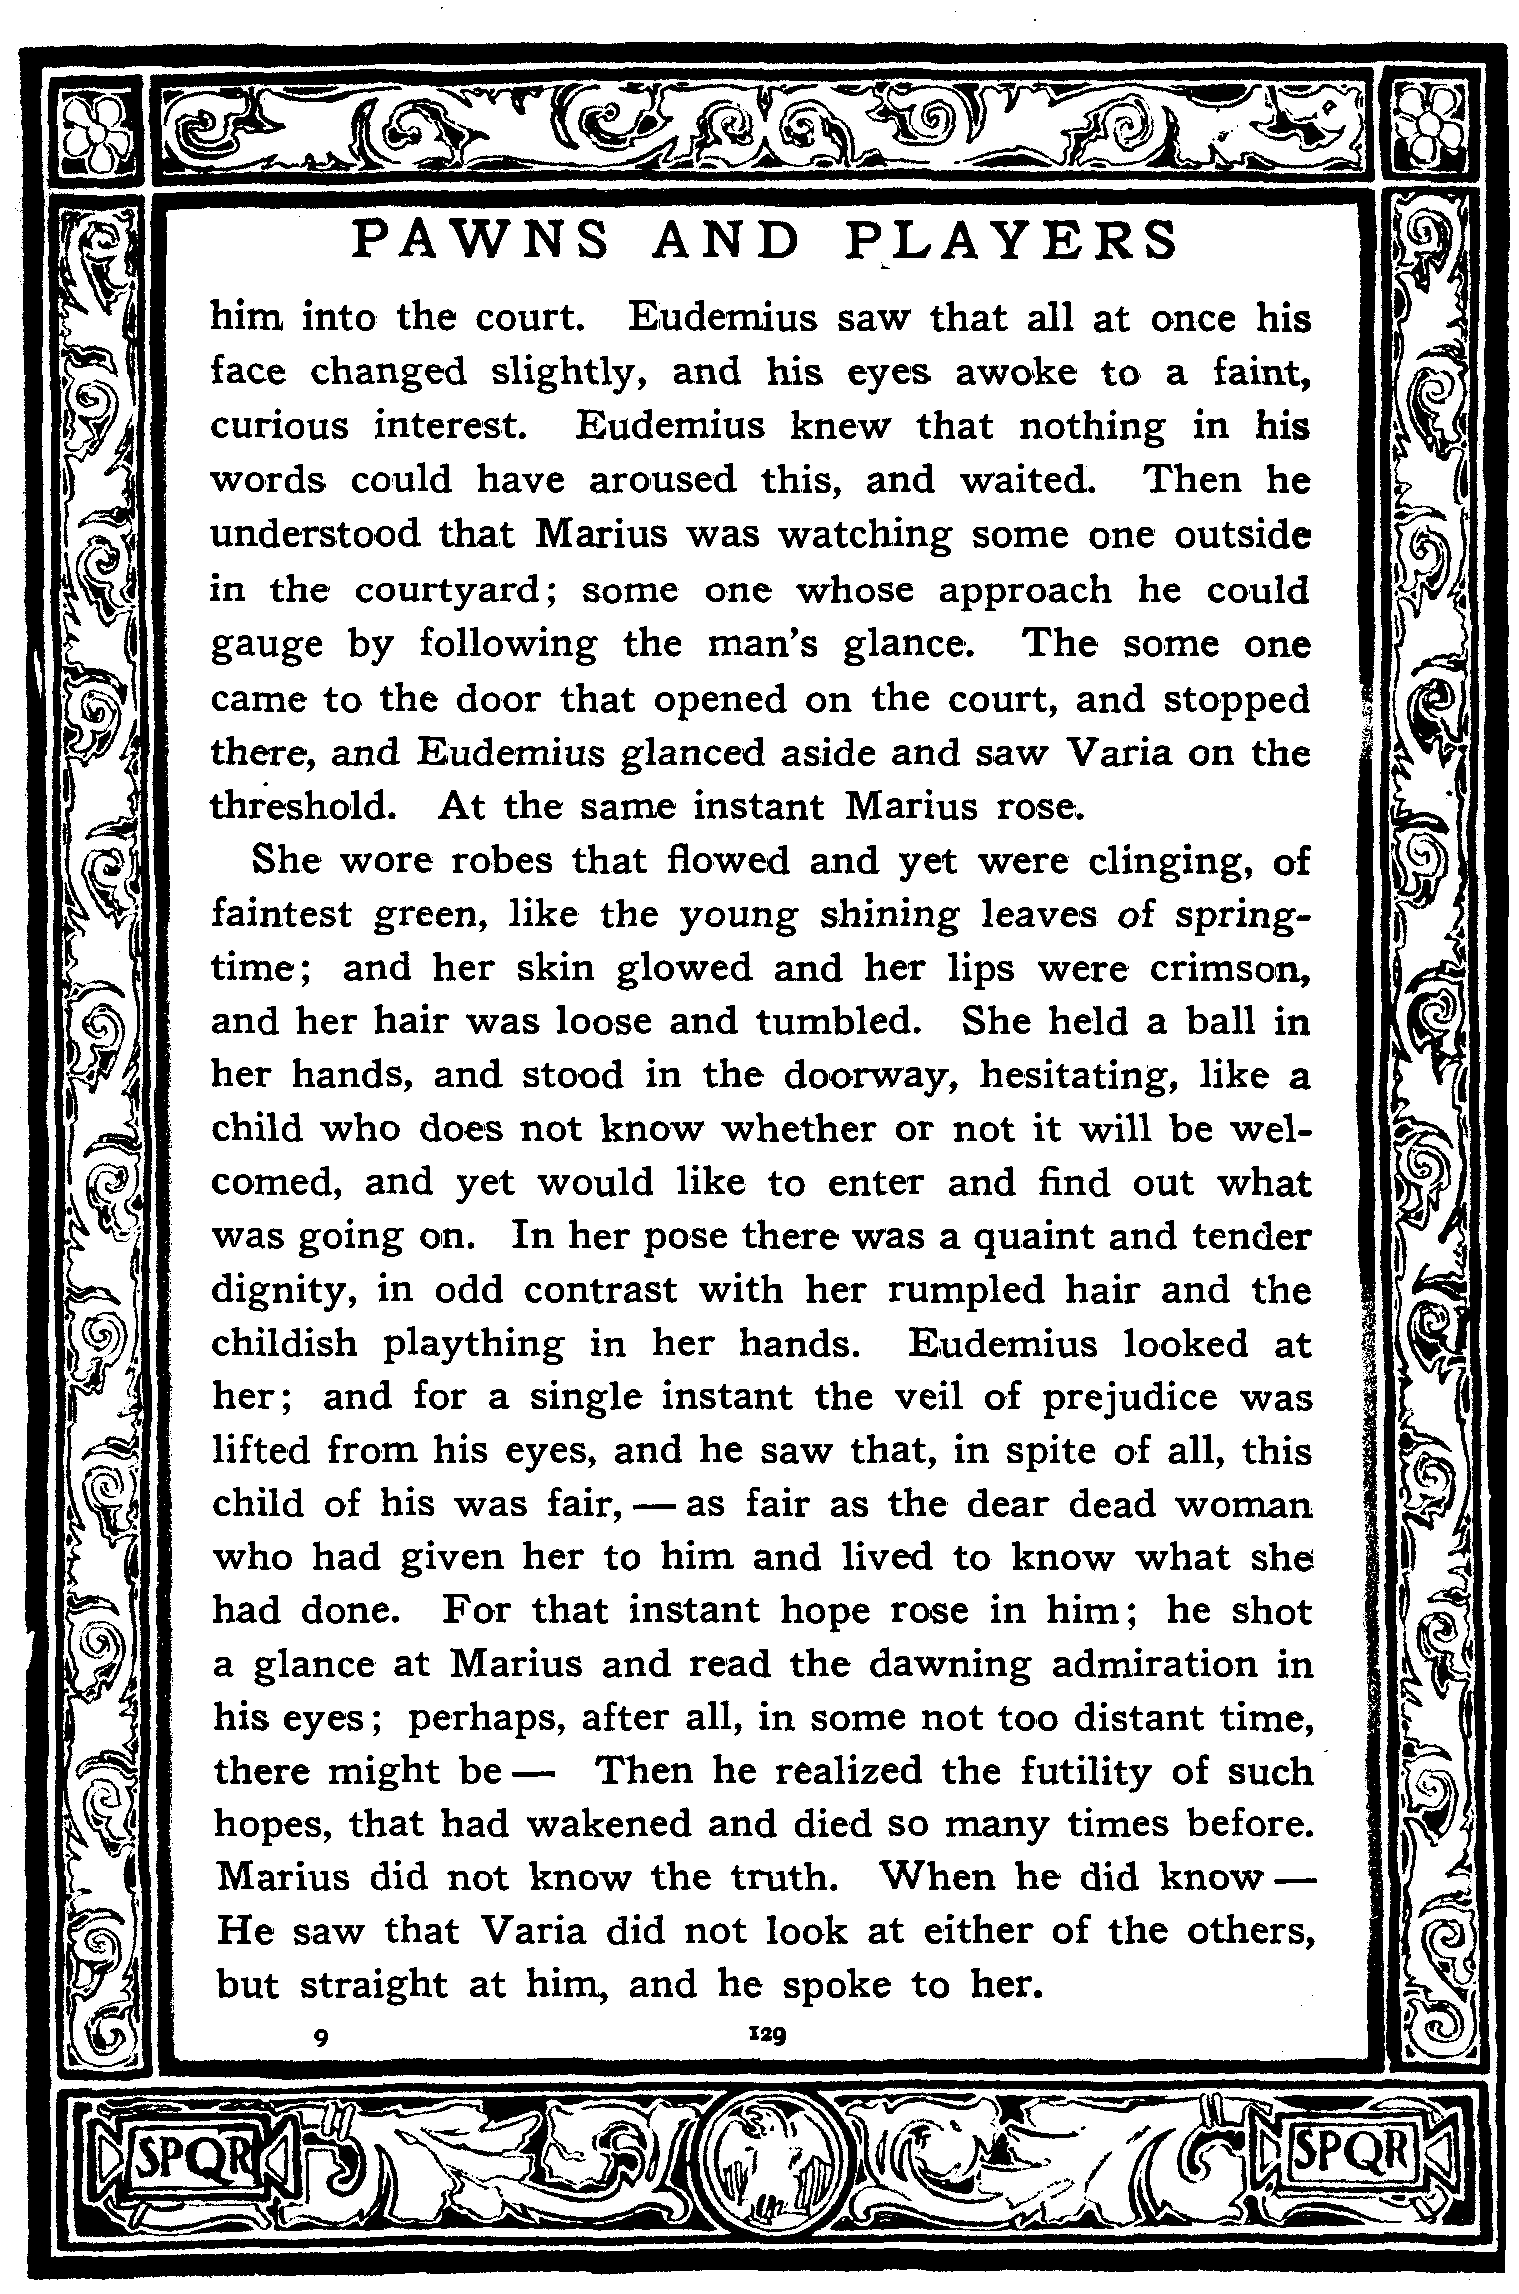 PAWNS AND PLAYERS
him into the court. Eudemius saw that all at once his
face changed slightly, and his eyes awoke to a faint,
curious interest. Eudemius knew that nothing in his
words could have aroused this, and waited. Then he
understood that Marius was watching some one outside
in the courtyard; some one whose approach he could
gauge by following the man's glance. The some one
came to the door that opened on the court, and stopped
there, and Eudemius glanced aside and saw Varia on the
threshold. At the same instant Marius rose.
She wore robes that flowed and yet were clinging, of
faintest green, like the young shining leaves of spring-
time; and her skin glowed and her lips were crimson,
and her hair was loose and tumbled. She held a ball in
her hands, and stood in the doorway, hesitating, like a
child who does not know whether or not it will be wel-
comed, and yet would like to enter and find out what
was going on. In her pose there was a quaint and tender
dignity, in odd contrast with her rumpled hair and the
childish plaything in her hands. Eudemius looked at
her; and for a single instant the veil of prejudice was
lifted from his eyes, and he saw that, in spite of all, this
child of his was fair, — as fair as the dear dead woman
who had given her to him and lived to know what she
had done. For that instant hope rose in him; he shot
a glance at Marius and read the dawning admiration in
his eyes; perhaps, after all, in some not too distant time,
there might be — Then he realized the futility of such
hopes, that had wakened and died so many times before.
Marius did not know the truth. When he did know —
He saw that Varia did not look at either of the others,
but straight at him, and he spoke to her.
9 129
SPQR SPQR